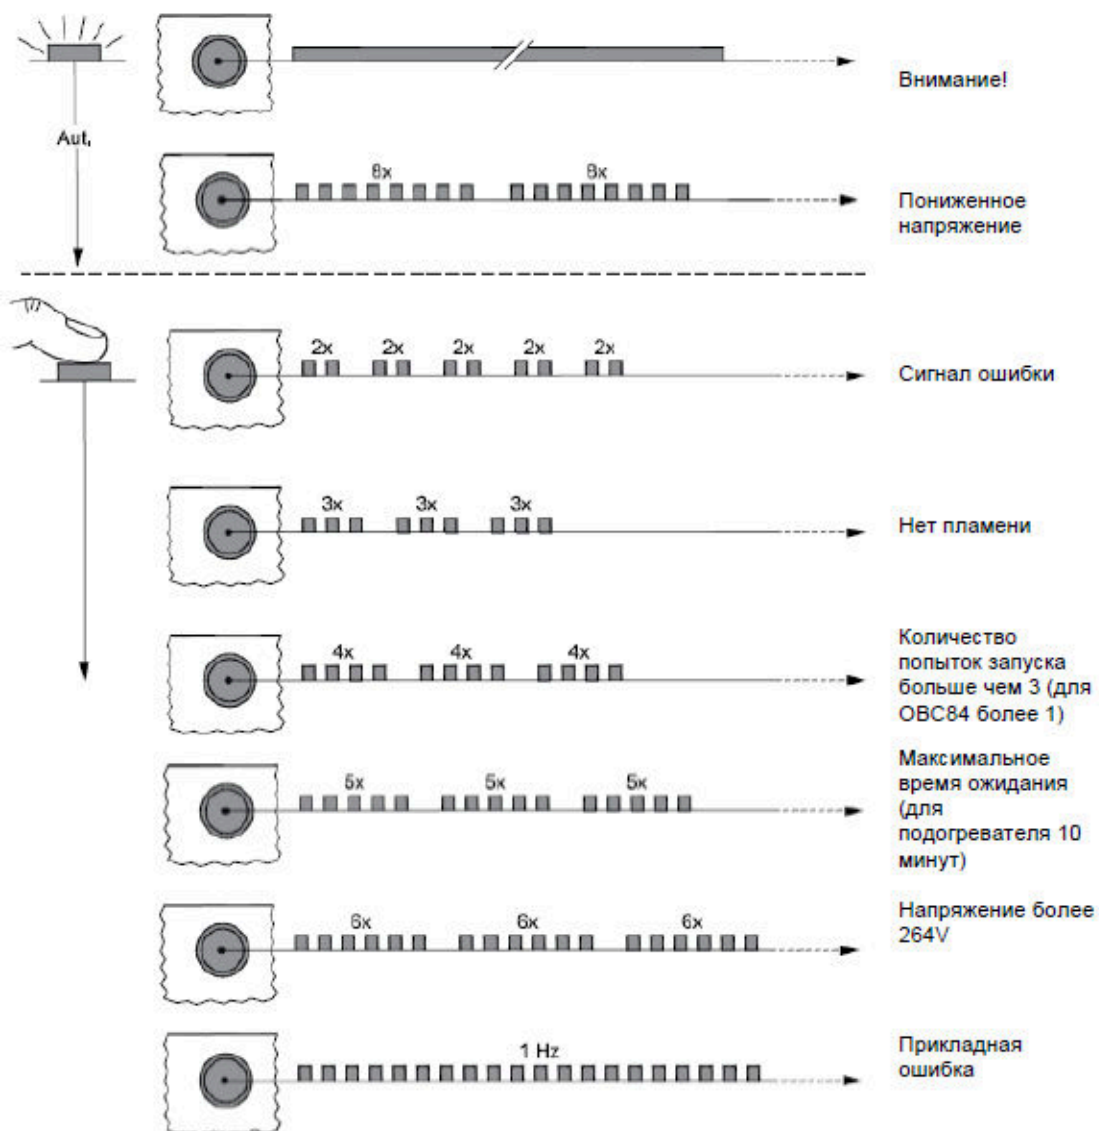 Внимание!
Aut.
8x 8x
Пониженное
напряжение
2x 2x 2x 2x 2x
Сигнал ошибки
3x 3x 3x
Нет пламени
4x 4x 4x
Количество
попыток запуска
больше чем 3 (для
ОВС84 более 1)
5x 5x 5x
Максимальное
время ожидания
(для
подогревателя 10
минут)
6x 6x 6x
Напряжение более
264V
1 Hz
Прикладная
ошибка